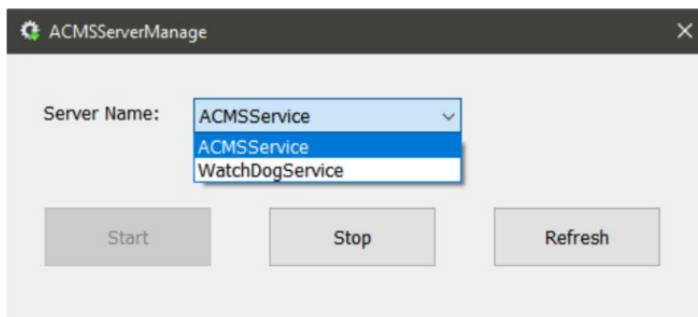 ACMSServerManage
Server Name: ACMSService
ACMSService
WatchDogService
Start Stop Refresh